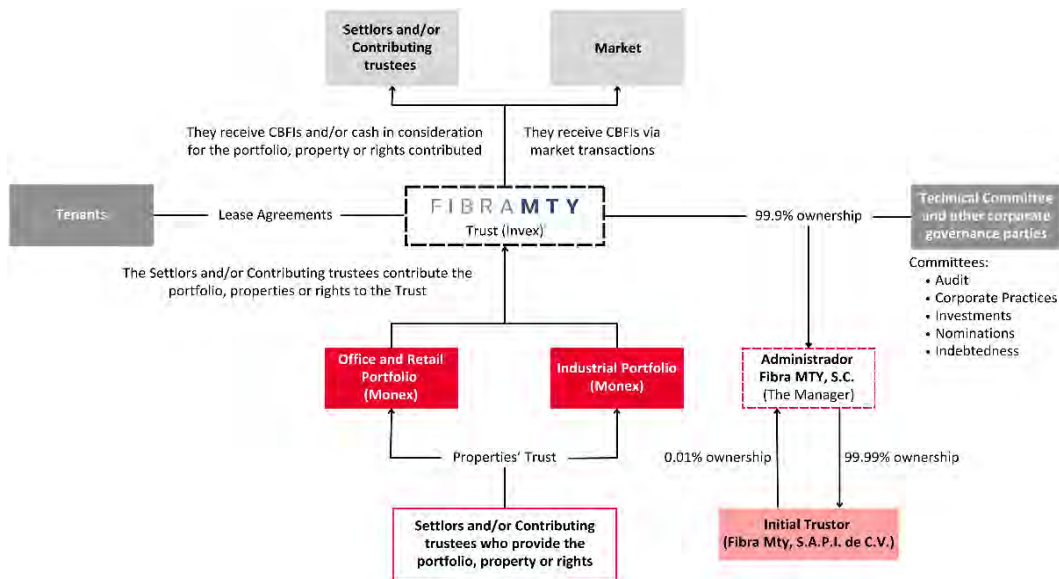 Settlors and/or
Contributing
trustees
Market
They receive CBFIs and/or cash in consideration
for the portfolio, property or rights contributed
They receive CBFIs via
market transactions
Tenants
Lease Agreements
FIBRAMTY
Trust (Invex)
99.9% ownership
Technical Committee
and other corporate
governance parties
The Settlors and/or Contributing trustees contribute the
portfolio, properties or rights to the Trust
Committees:
• Audit
• Corporate Practices
• Investments
• Nominations
• Indebtedness
Office and Retail
Portfolio
(Monex)
Industrial Portfolio
(Monex)
Administrador
Fibra MTY, S.C.
(The Manager)
Properties' Trust
0.01% ownership
99.99% ownership
Settlors and/or Contributing
trustees who provide the
portfolio, property or rights
Initial Trustor
(Fibra Mty, S.A.P.I. de C.V.)